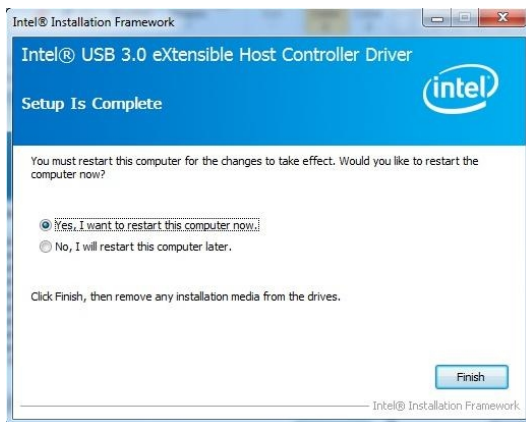 Intel® Installation Framework
Intel® USB 3.0 eXtensible Host Controller Driver
intel
Setup Is Complete
You must restart this computer for the changes to take effect. Would you like to restart the
computer now?
Yes, I want to restart this computer now.
No, I will restart this computer later.
Click Finish, then remove any installation media from the drives.
Finish
Intel® Installation Framework